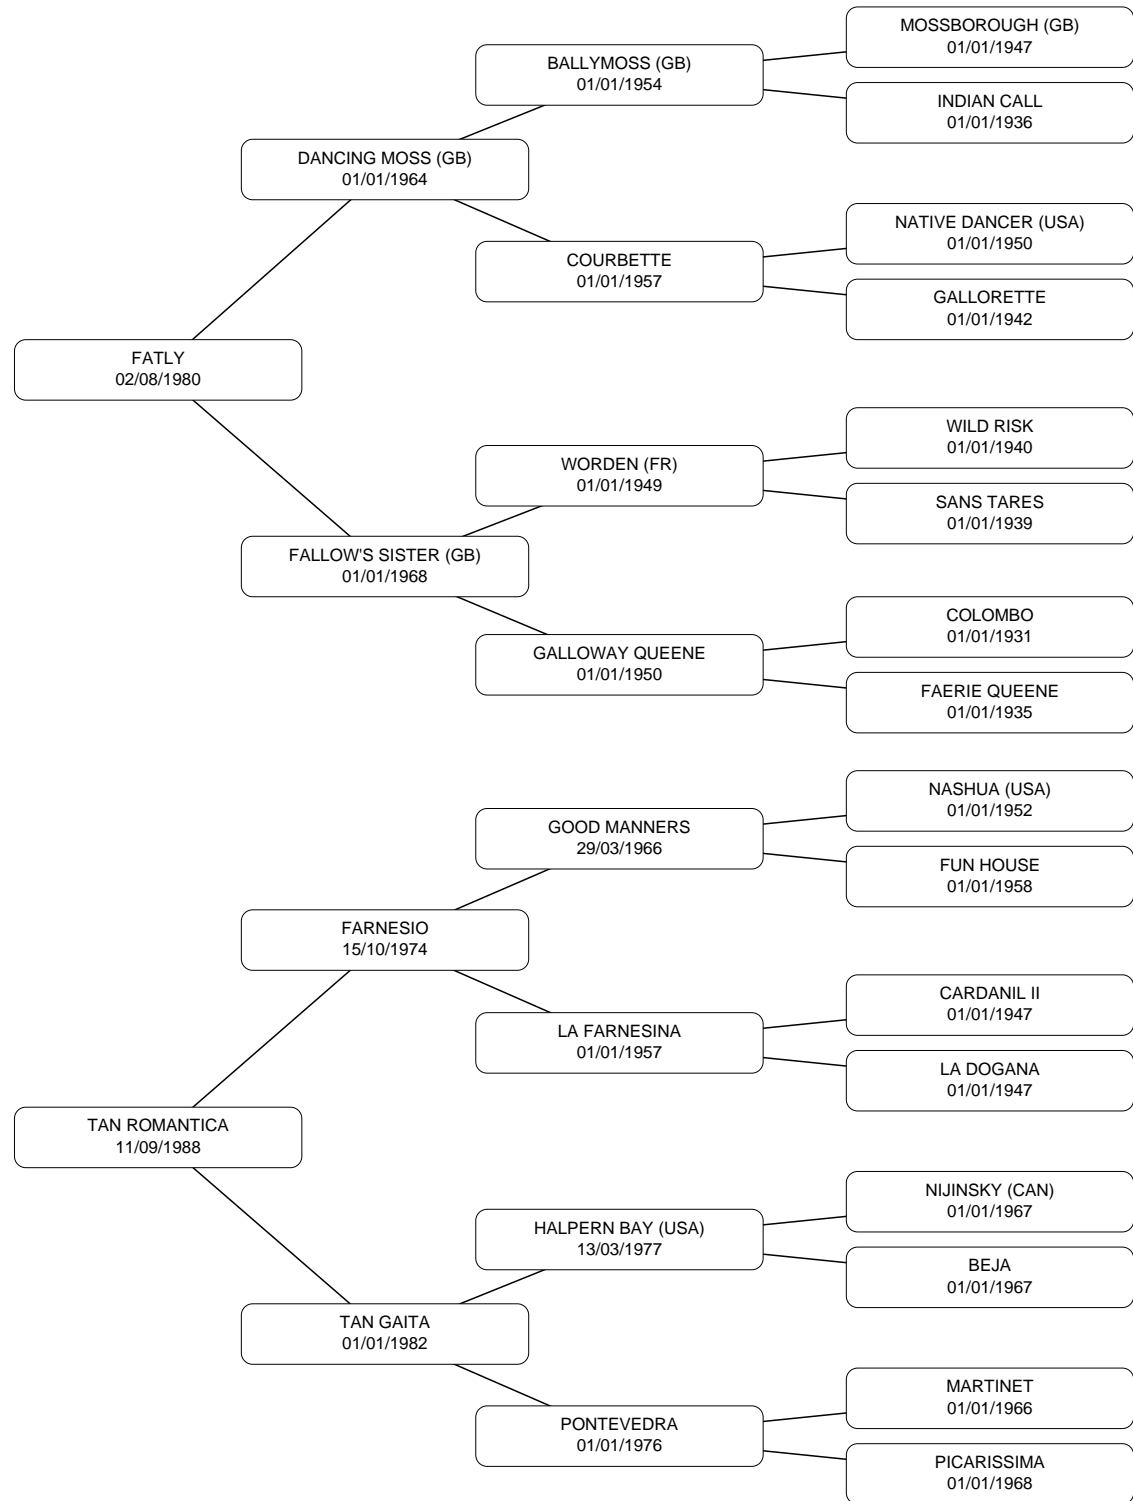 MOSSBOROUGH (GB)
01/01/1947
BALLYMOSS (GB)
01/01/1954
INDIAN CALL
01/01/1936
DANCING MOSS (GB)
01/01/1964
NATIVE DANCER (USA)
01/01/1950
COURBETTE
01/01/1957
GALLORETTE
01/01/1942
FATLY
02/08/1980
WILD RISK
01/01/1940
WORDEN (FR)
01/01/1949
SANS TARES
01/01/1939
FALLOW'S SISTER (GB)
01/01/1968
COLOMBO
01/01/1931
GALLOWAY QUEENE
01/01/1950
FAERIE QUEENE
01/01/1935
NASHUA (USA)
01/01/1952
GOOD MANNERS
29/03/1966
FUN HOUSE
01/01/1958
FARNESIO
15/10/1974
CARDANIL II
01/01/1947
LA FARNESINA
01/01/1957
LA DOGANA
01/01/1947
TAN ROMANTICA
11/09/1988
NIJINSKY (CAN)
01/01/1967
HALPERN BAY (USA)
13/03/1977
BEJA
01/01/1967
TAN GAITA
01/01/1982
MARTINET
01/01/1966
PONTEVEDRA
01/01/1976
PICARISSIMA
01/01/1968